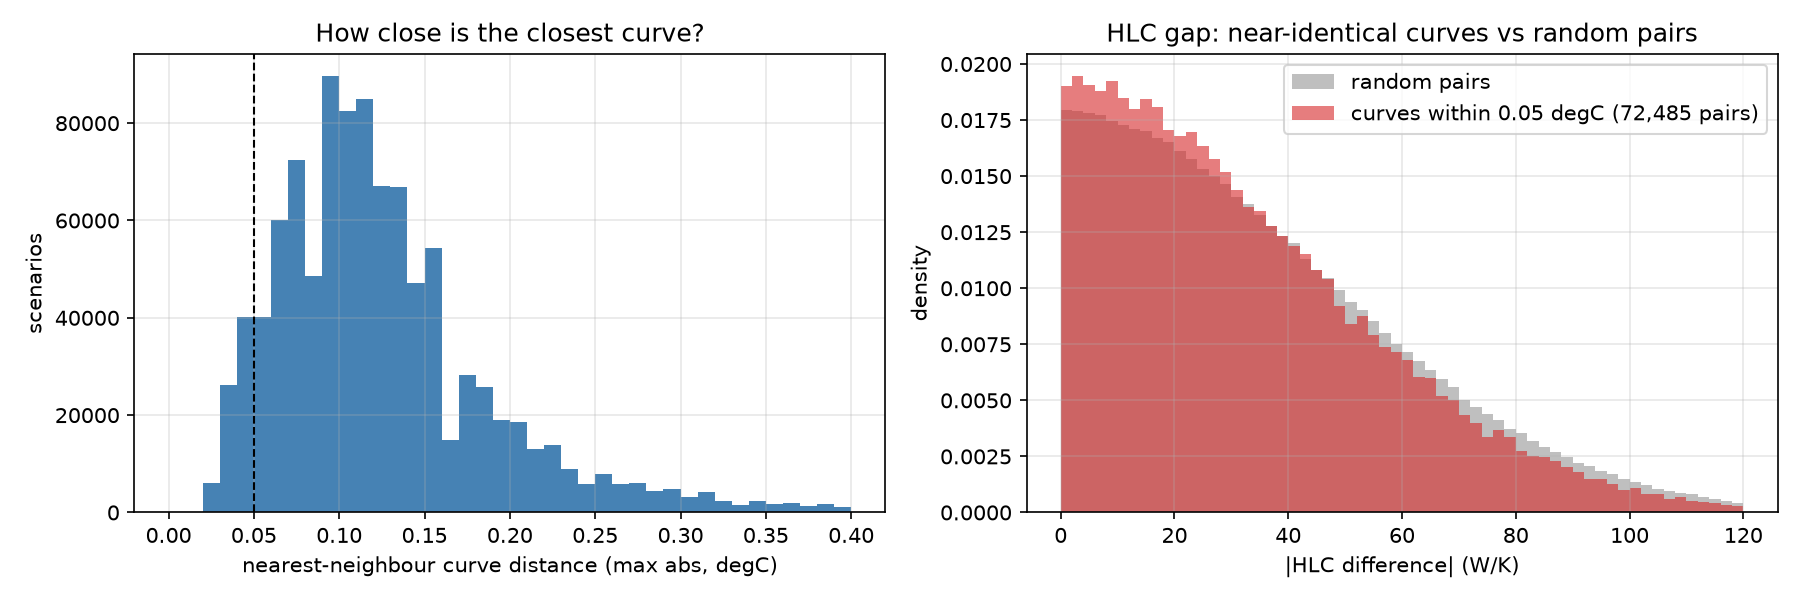 How close is the closest curve?
80000
60000
40000
20000
0
scenarios
0.00 0.05 0.10 0.15 0.20 0.25 0.30 0.35 0.40
nearest-neighbour curve distance (max abs, degC)
HLC gap: near-identical curves vs random pairs
random pairs
curves within 0.05 degC (72,485 pairs)
0.0200
0.0175
0.0150
0.0125
0.0100
0.0075
0.0050
0.0025
0.0000
density
0 20 40 60 80 100 120
|HLC difference| (W/K)